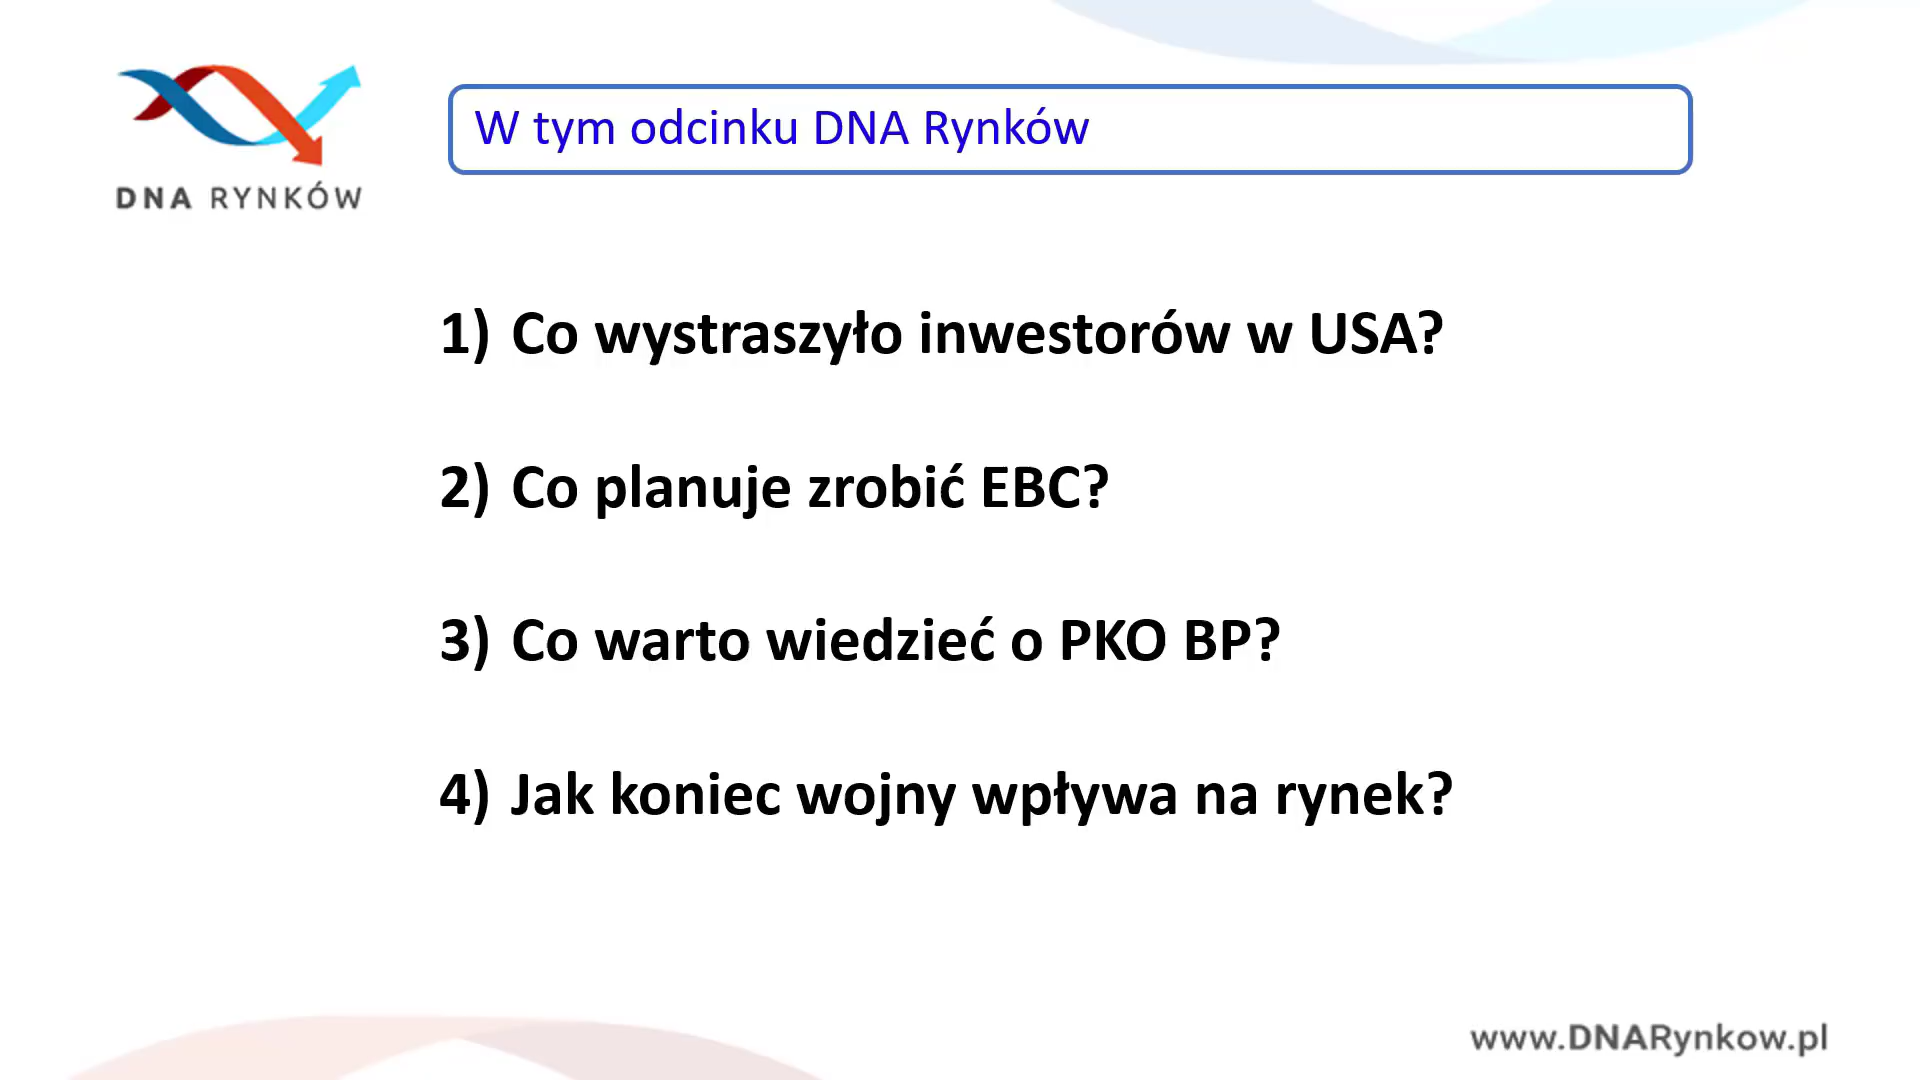 DNA RYNKÓW
W tym odcinku DNA Rynków
1) Co wystraszyło inwestorów w USA?
2) Co planuje zrobić EBC?
3) Co warto wiedzieć o PKO BP?
4) Jak koniec wojny wpływa na rynek?
www.DNARynkow.pl